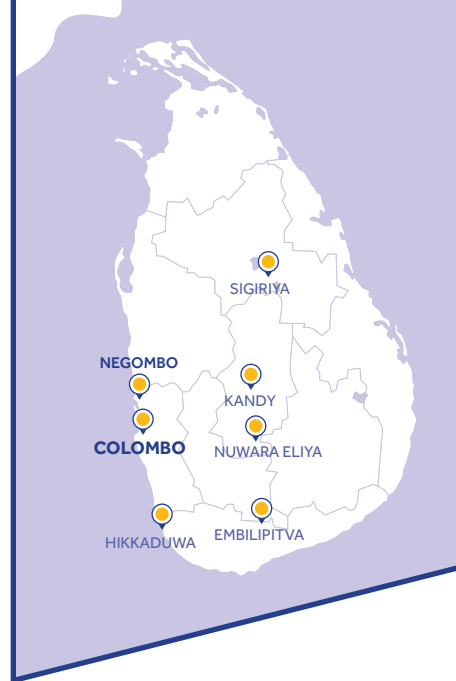 SIGIRIYA
NEGOMBO
KANDY
COLOMBO
NUWARA ELIYA
EMBILIPITVA
HIKKADUWA